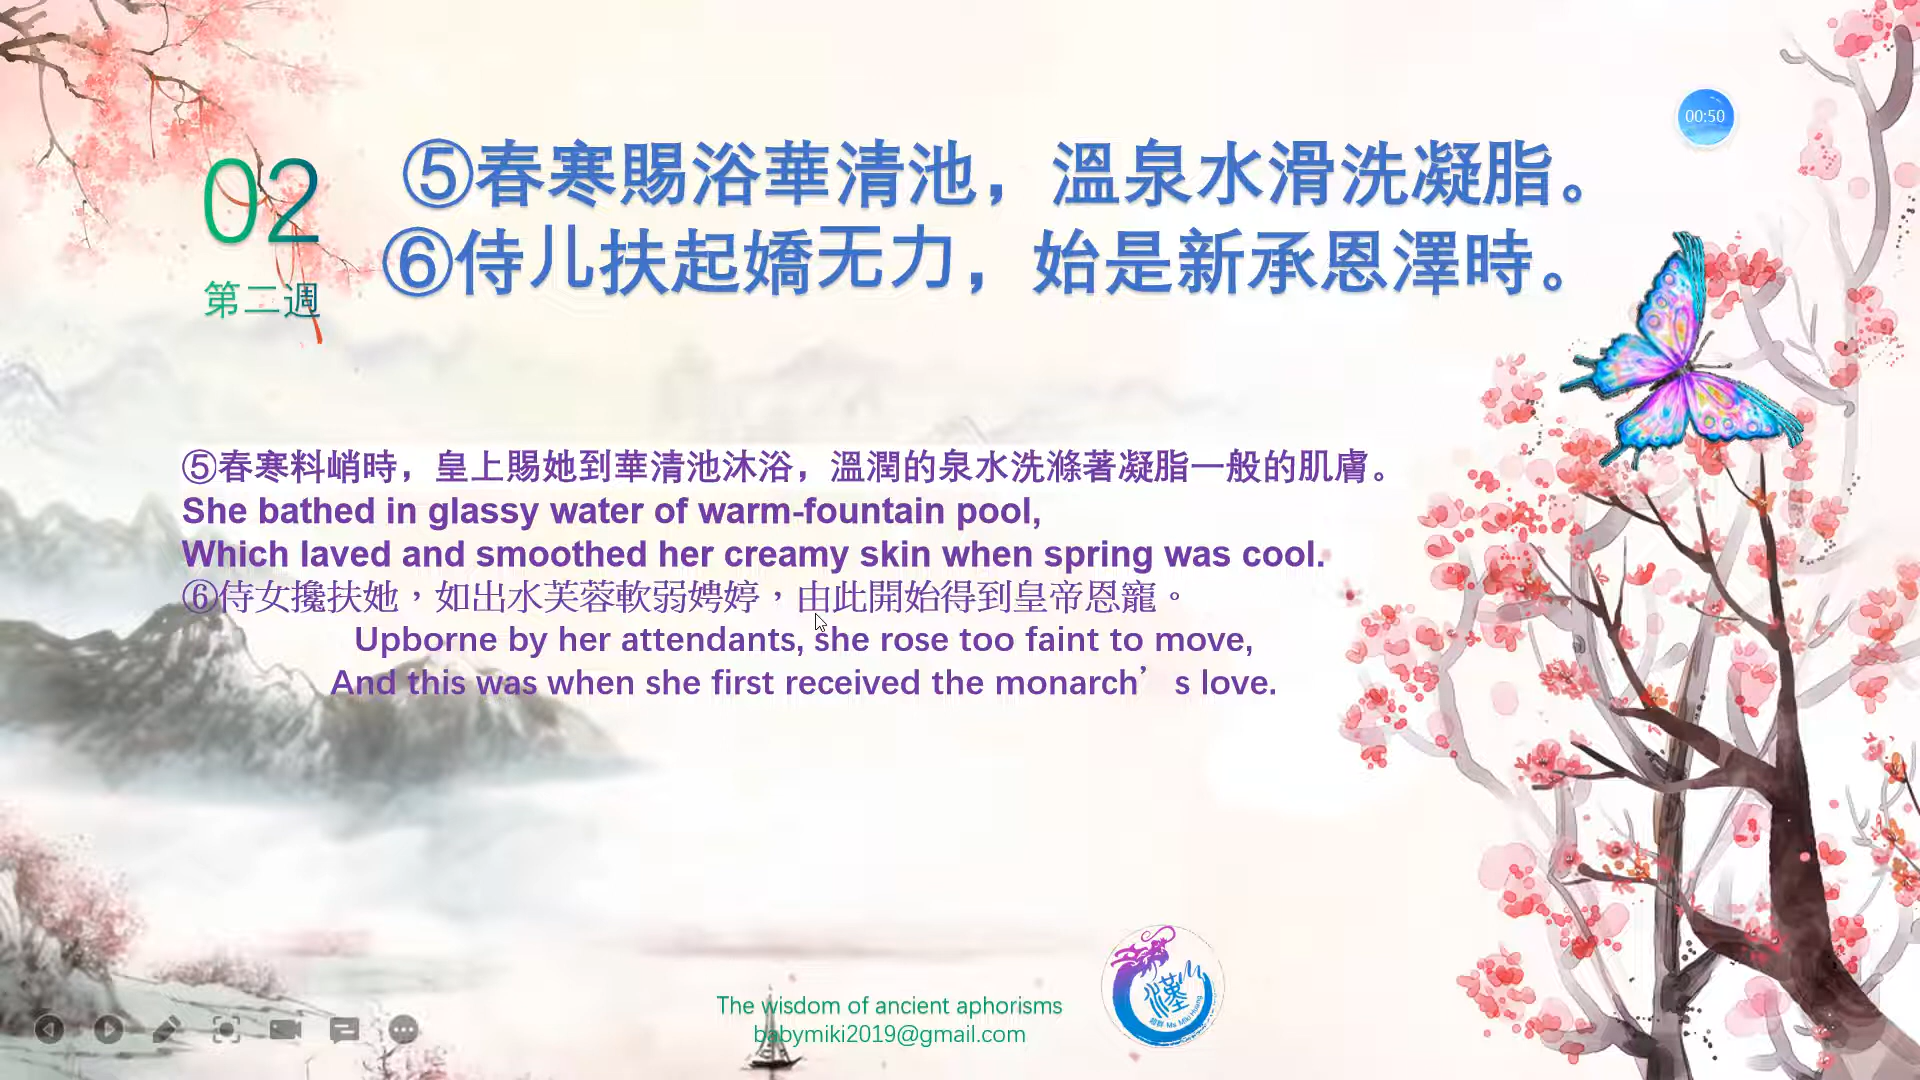 02
第二週
⑤春寒賜浴華清池，溫泉水滑洗凝脂。
⑥侍儿扶起嬌无力，始是新承恩澤時。
00:50
⑤春寒料峭時，皇上賜她到華清池沐浴，溫潤的泉水洗滌著凝脂一般的肌膚。
She bathed in glassy water of warm-fountain pool,
Which laved and smoothed her creamy skin when spring was cool.
⑥侍女攙扶她，如出水芙蓉軟弱娉婷，由此開始得到皇帝恩寵。
Upborne by her attendants, she rose too faint to move,
And this was when she first received the monarch’s love.
The wisdom of ancient aphorisms
babymiki2019@gmail.com
漢
Ms Miki Huang